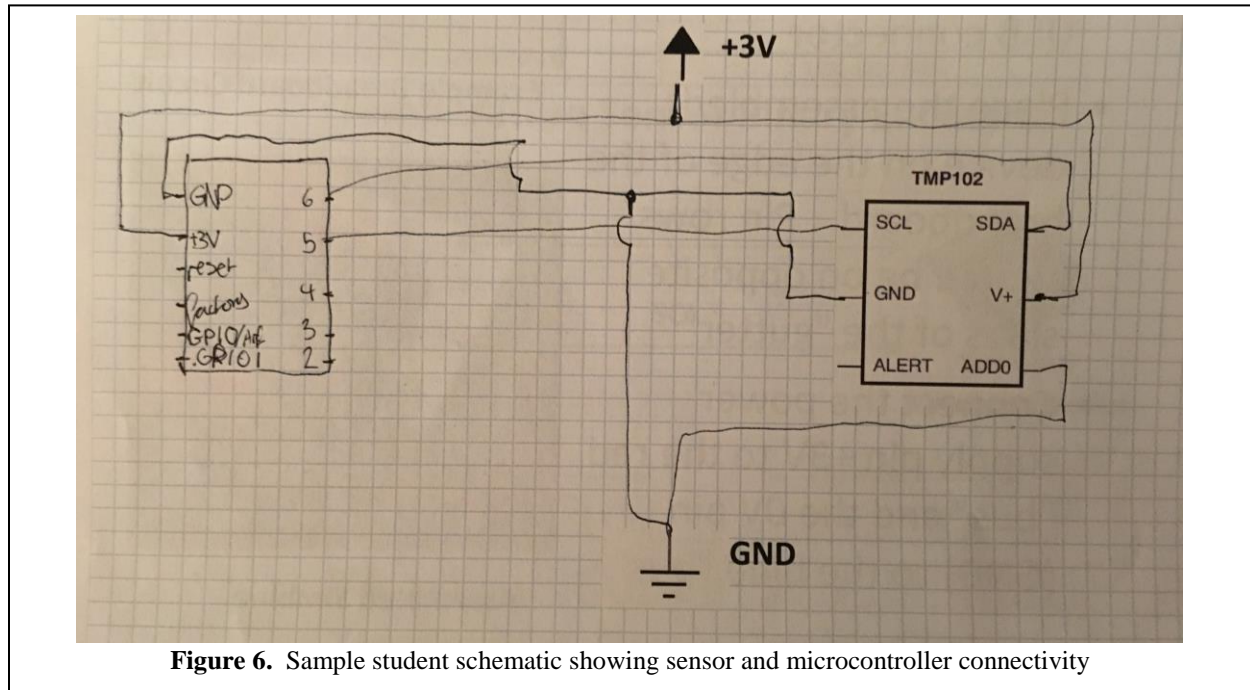 +3V
GND
+3V
reset
GPIO1
6
5
4
3
2
TMP102
SCL SDA
GND V+
ALERT ADD0
GND
Figure 6. Sample student schematic showing sensor and microcontroller connectivity